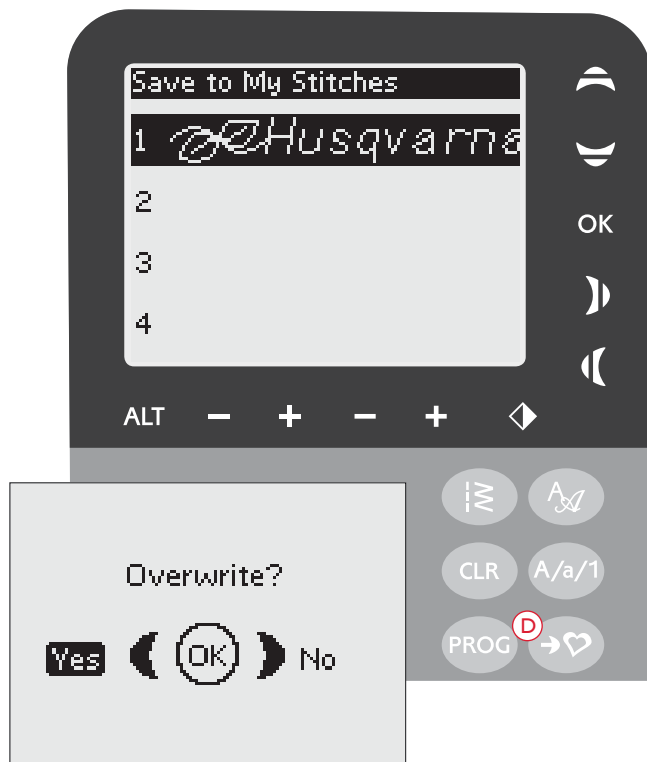 Save to My Stitches
1 Husqvarna
2
3
4
OK
ALT - + - +
A A
CLR A/a/1
PROG D
Overwrite?
Yes OK No